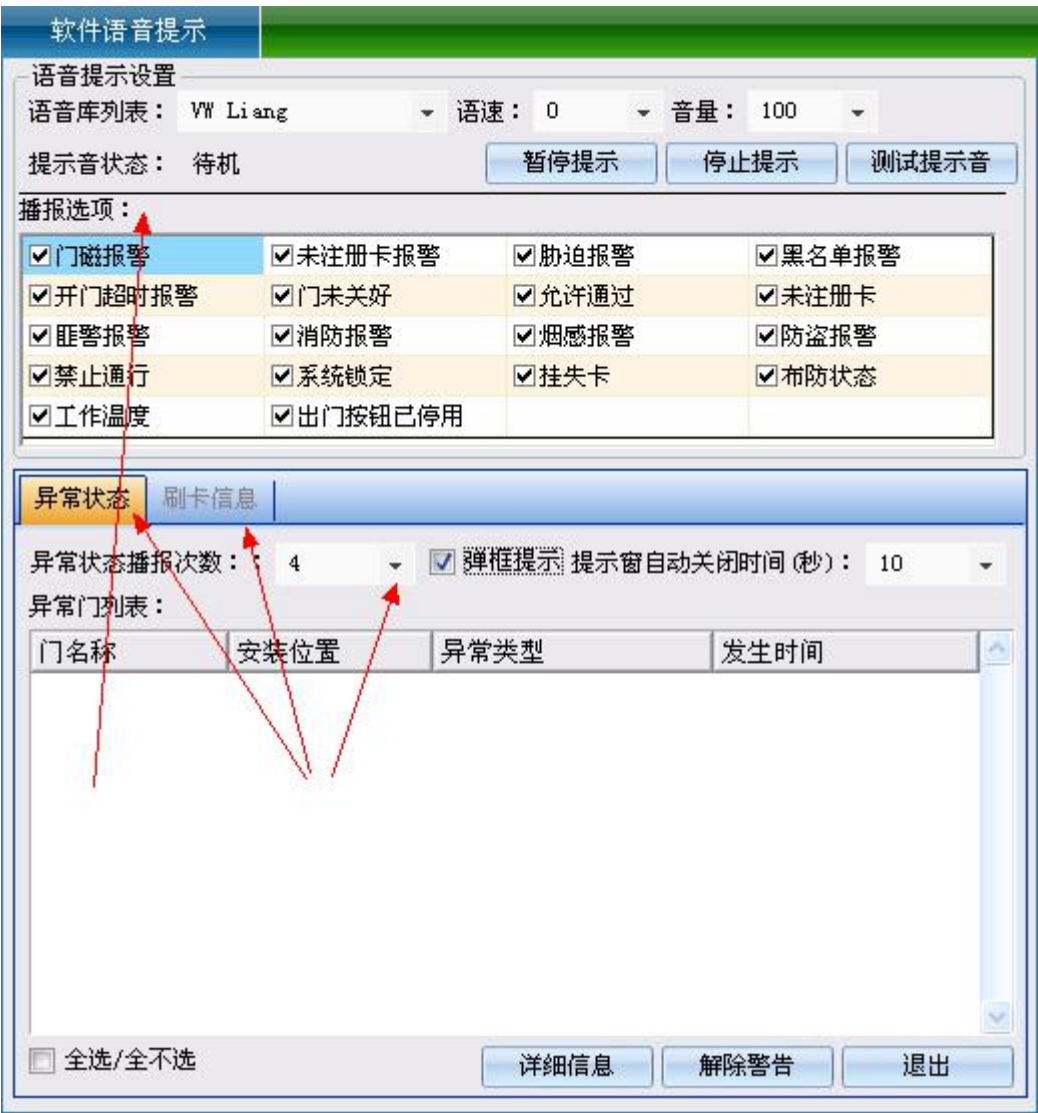 软件语音提示
语音提示设置
语音库列表： VW Liang 语速： 0 音量： 100
提示音状态： 待机 暂停提示 停止提示 测试提示音
播报选项：
门磁报警 未注册卡报警 胁迫报警 黑名单报警
开门超时报警 门未关好 允许通过 未注册卡
匪警报警 消防报警 烟感报警 防盗报警
禁止通行 系统锁定 挂失卡 布防状态
工作温度 出门按钮已停用
异常状态 刷卡信息
异常状态播报次数：： 4 弹框提示 提示窗自动关闭时间(秒)： 10
异常门列表：
门名称 安装位置 异常类型 发生时间
全选/全不选 详细信息 解除警告 退出